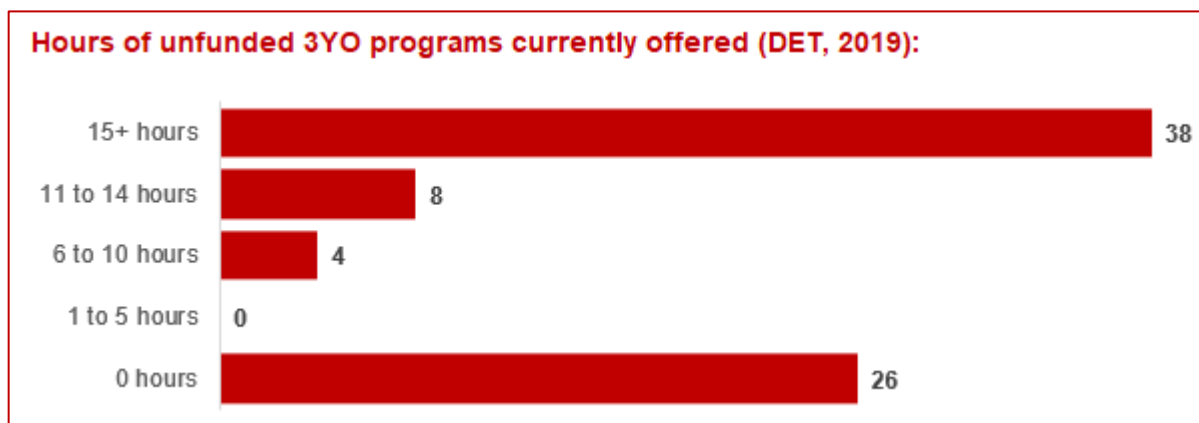 Hours of unfunded 3YO programs currently offered (DET, 2019):
15+ hours 38
11 to 14 hours 8
6 to 10 hours 4
1 to 5 hours 0
0 hours 26